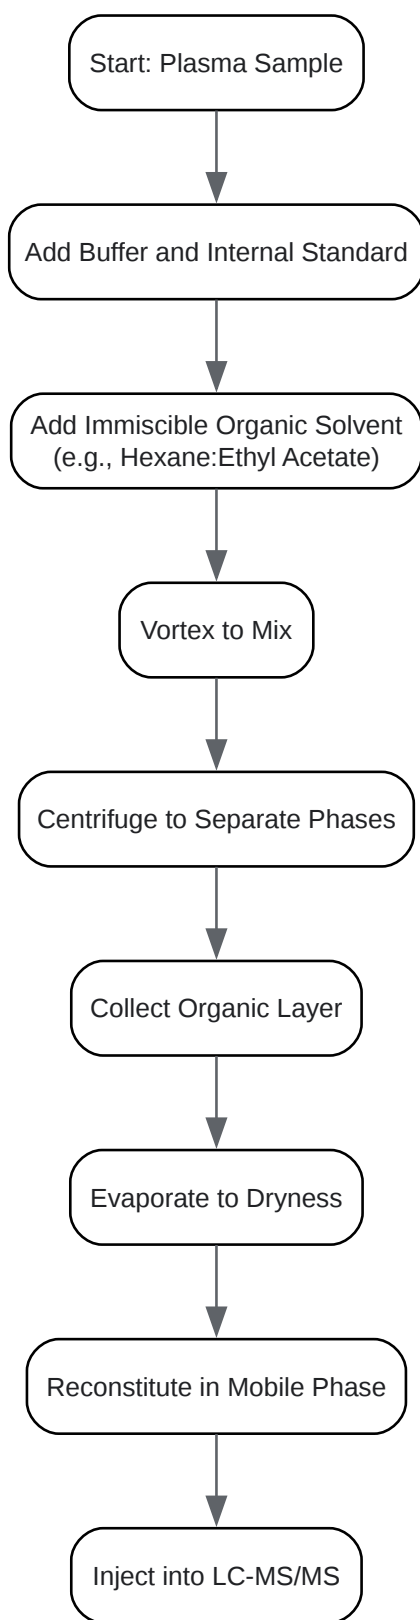 Start: Plasma Sample
Add Buffer and Internal Standard
Add Immiscible Organic Solvent
(e.g., Hexane:Ethyl Acetate)
Vortex to Mix
Centrifuge to Separate Phases
Collect Organic Layer
Evaporate to Dryness
Reconstitute in Mobile Phase
Inject into LC-MS/MS